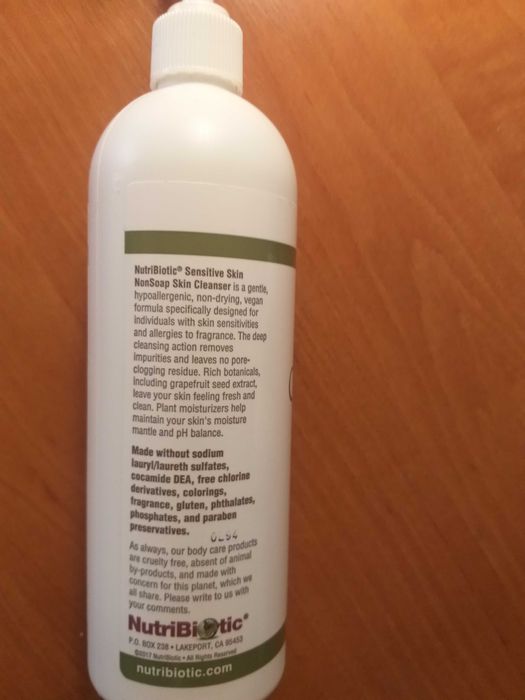 NutriBiotic® Sensitive Skin
NonSoap Skin Cleanser is a gentle,
hypoallergenic, non-drying, vegan
formula specifically designed for
individuals with skin sensitivities
and allergies to fragrance. The deep
cleansing action removes
impurities and leaves no pore-
clogging residue. Rich botanicals,
including grapefruit seed extract,
leave your skin feeling fresh and
clean. Plant moisturizers help
maintain your skin's moisture
mantle and pH balance.
Made without sodium
lauryl/laureth sulfates,
cocamide DEA, free chlorine
derivatives, colorings,
fragrance, gluten, phthalates,
phosphates, and paraben
preservatives.
As always, our body care products
are cruelty free, absent of animal
by-products, and made with
concern for this planet, which we
all share. Please write to us with
your comments.
NutriBiotic®
P.O. BOX 238 • LAKEPORT, CA 95453
©2017 NutriBiotic • All Rights Reserved
nutribiotic.com